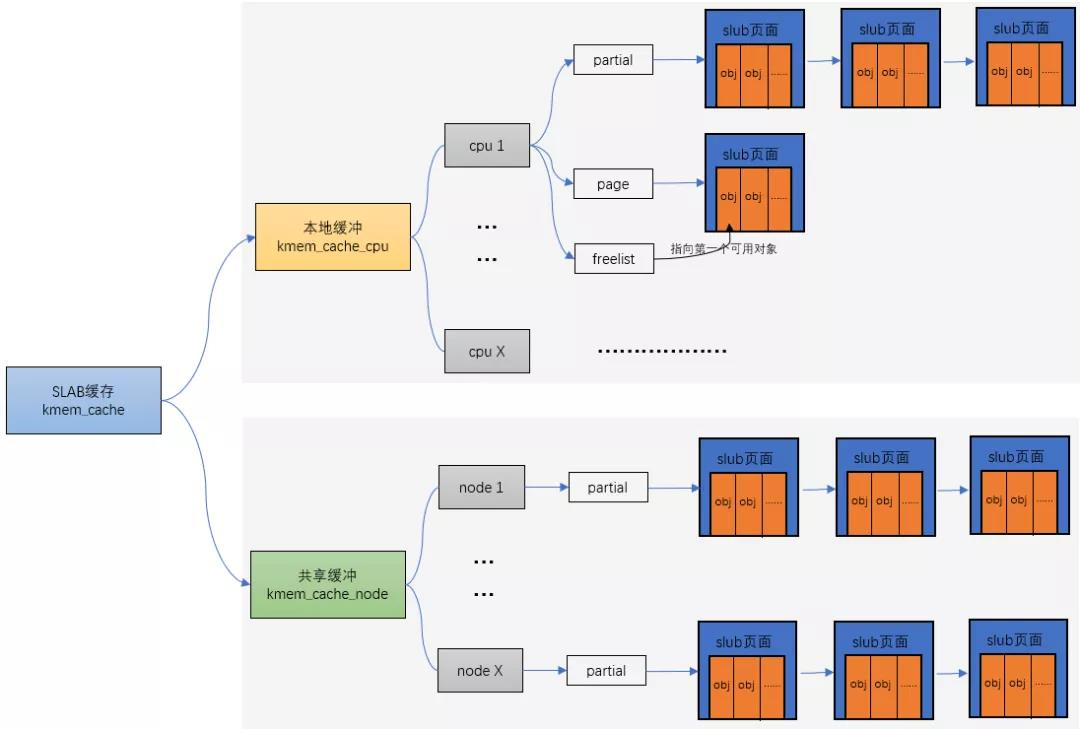 SLAB缓存
kmem_cache
本地缓冲
kmem_cache_cpu
cpu 1
...
...
cpu X
partial
slub页面
obj obj ......
slub页面
obj obj ......
slub页面
obj obj ......
page
slub页面
obj obj ......
freelist
指向第一个可用对象
..................
共享缓冲
kmem_cache_node
node 1
partial
slub页面
obj obj ......
slub页面
obj obj ......
slub页面
obj obj ......
...
...
node X
partial
slub页面
obj obj ......
slub页面
obj obj ......
slub页面
obj obj ......